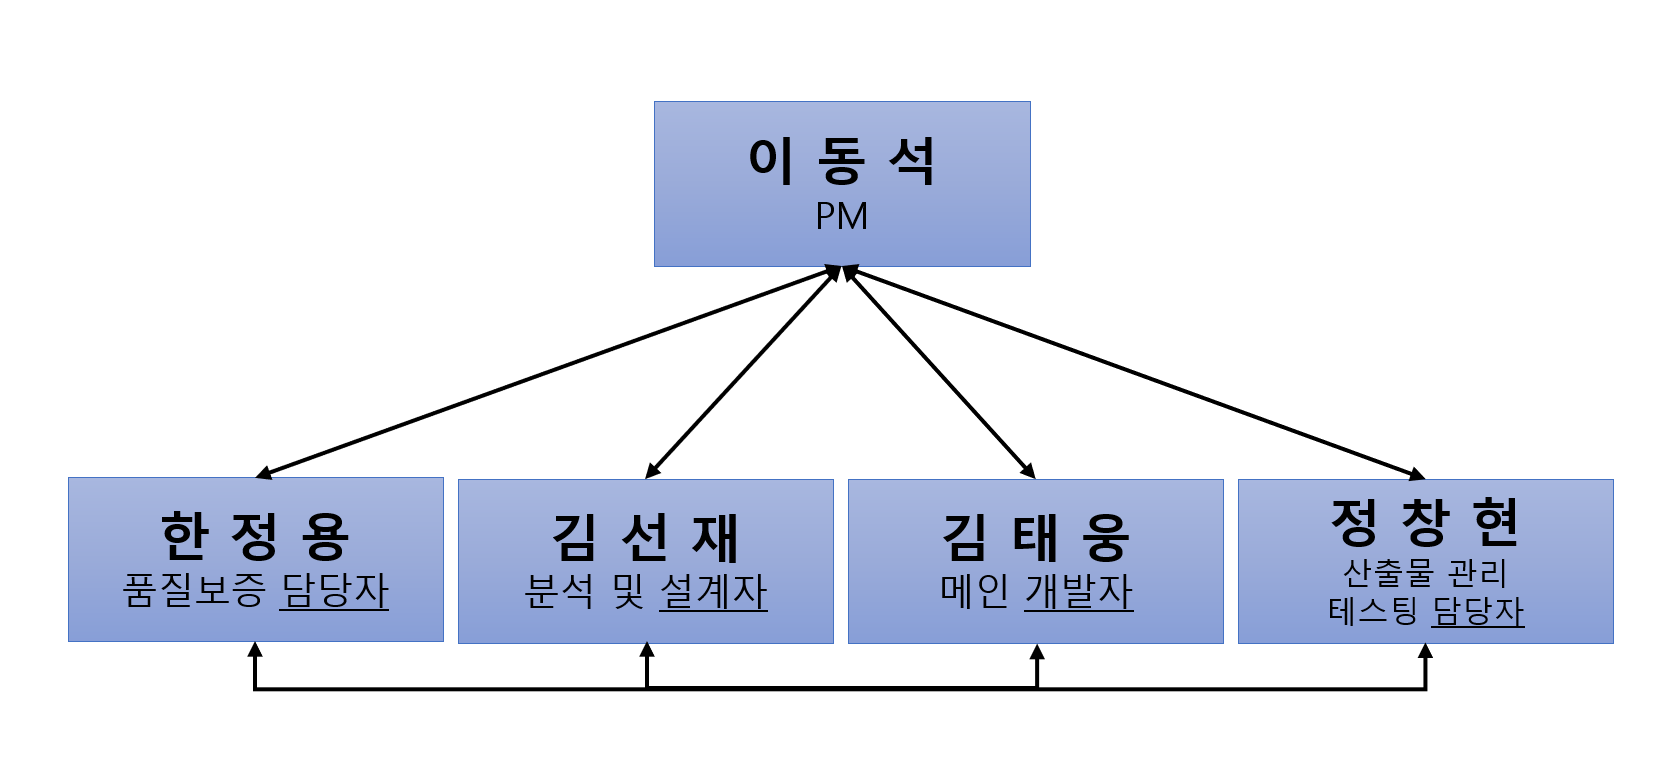 이 동 석
PM
한 정 용
품질보증 담당자
김 선 재
분석 및 설계자
김 태 웅
메인 개발자
정 창 현
산출물 관리
테스팅 담당자